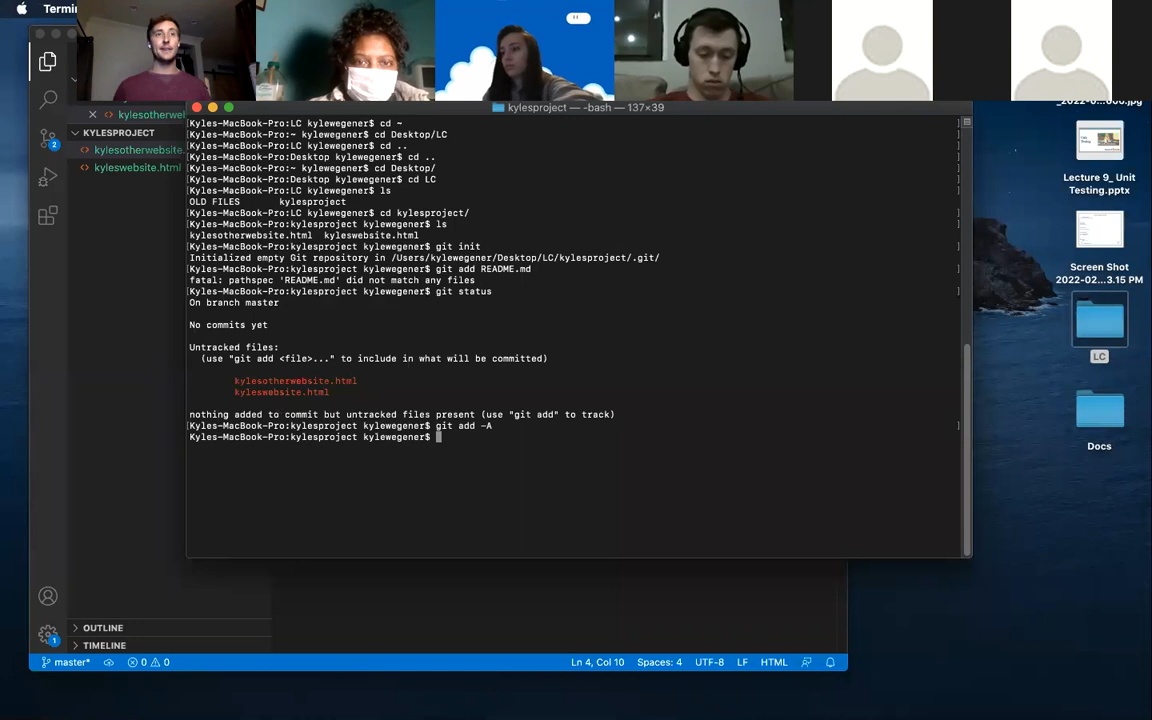 Termi
kylesproject — -bash — 137×39
kylesotherwel
KYLESPROJECT
kylesotherwebsite.
kyleswebsite.html
2
[Kyles-MacBook-Pro:LC kylewegener$ cd ~ ]
[Kyles-MacBook-Pro:~ kylewegener$ cd Desktop/LC ]
[Kyles-MacBook-Pro:LC kylewegener$ cd .. ]
[Kyles-MacBook-Pro:Desktop kylewegener$ cd .. ]
[Kyles-MacBook-Pro:~ kylewegener$ cd Desktop/ ]
[Kyles-MacBook-Pro:Desktop kylewegener$ cd LC ]
[Kyles-MacBook-Pro:LC kylewegener$ ls ]
OLD FILES kylesproject
[Kyles-MacBook-Pro:LC kylewegener$ cd kylesproject/ ]
[Kyles-MacBook-Pro:kylesproject kylewegener$ ls ]
kylesotherwebsite.html kyleswebsite.html
[Kyles-MacBook-Pro:kylesproject kylewegener$ git init ]
Initialized empty Git repository in /Users/kylewegener/Desktop/LC/kylesproject/.git/
[Kyles-MacBook-Pro:kylesproject kylewegener$ git add README.md ]
fatal: pathspec 'README.md' did not match any files
[Kyles-MacBook-Pro:kylesproject kylewegener$ git status ]
On branch master
No commits yet
Untracked files:
(use "git add <file>..." to include in what will be committed)
kylesotherwebsite.html
kyleswebsite.html
nothing added to commit but untracked files present (use "git add" to track)
[Kyles-MacBook-Pro:kylesproject kylewegener$ git add -A ]
Kyles-MacBook-Pro:kylesproject kylewegener$
_2022-02...600.jpg
Lecture 9_ Unit
Testing.pptx
Screen Shot
2022-02...3.15 PM
LC
Docs
OUTLINE
1
TIMELINE
master* 0 0 Ln 4, Col 10 Spaces: 4 UTF-8 LF HTML